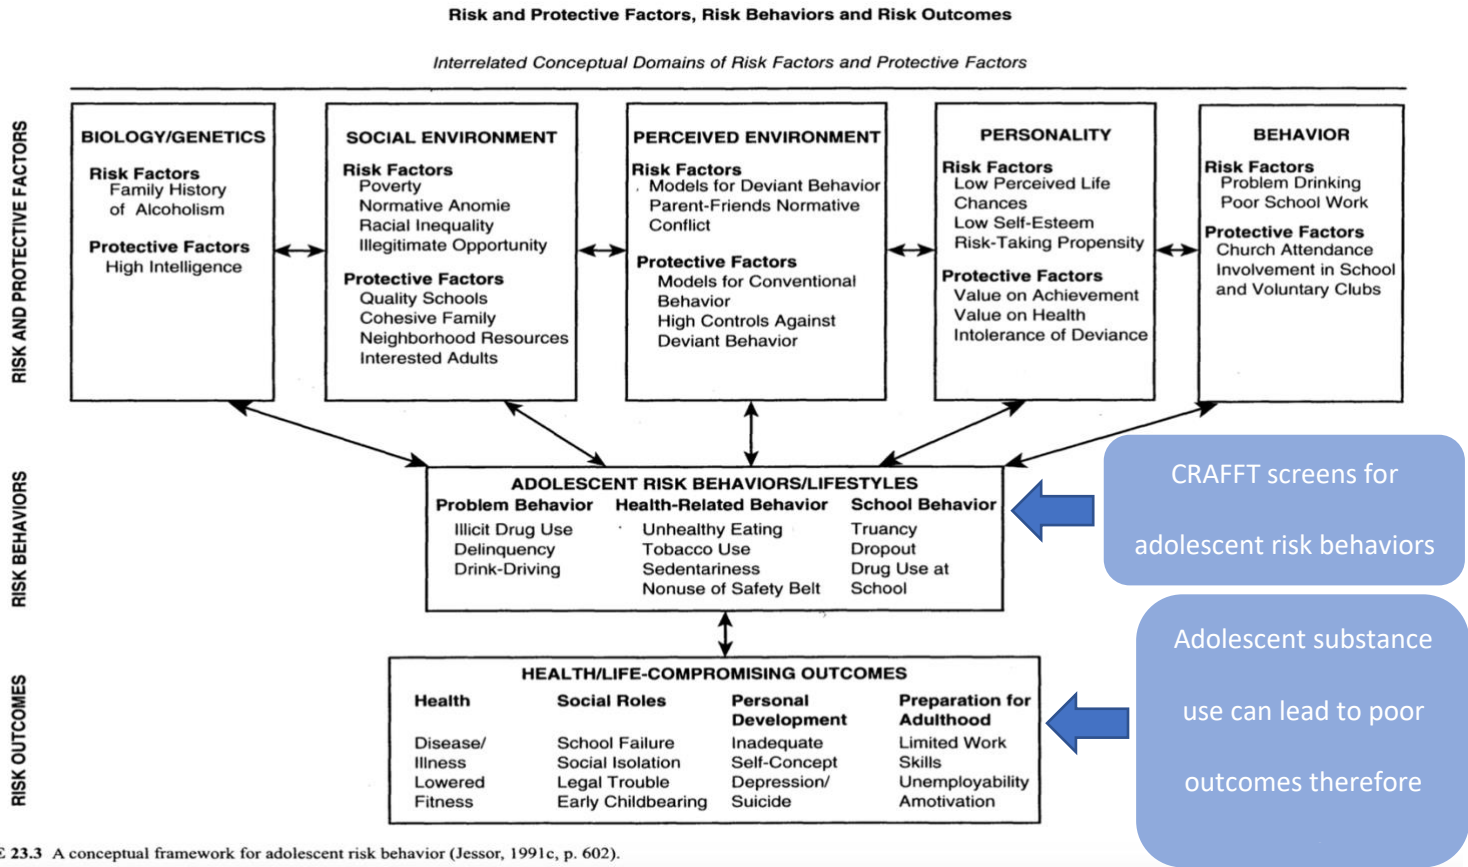 Risk and Protective Factors, Risk Behaviors and Risk Outcomes
Interrelated Conceptual Domains of Risk Factors and Protective Factors
RISK AND PROTECTIVE FACTORS
BIOLOGY/GENETICS
Risk Factors
Family History
of Alcoholism
Protective Factors
High Intelligence
SOCIAL ENVIRONMENT
Risk Factors
Poverty
Normative Anomie
Racial Inequality
Illegitimate Opportunity
Protective Factors
Quality Schools
Cohesive Family
Neighborhood Resources
Interested Adults
PERCEIVED ENVIRONMENT
Risk Factors
Models for Deviant Behavior
Parent-Friends Normative
Conflict
Protective Factors
Models for Conventional
Behavior
High Controls Against
Deviant Behavior
PERSONALITY
Risk Factors
Low Perceived Life
Chances
Low Self-Esteem
Risk-Taking Propensity
Protective Factors
Value on Achievement
Value on Health
Intolerance of Deviance
BEHAVIOR
Risk Factors
Problem Drinking
Poor School Work
Protective Factors
Church Attendance
Involvement in School
and Voluntary Clubs
RISK BEHAVIORS
ADOLESCENT RISK BEHAVIORS/LIFESTYLES
Problem Behavior
Illicit Drug Use
Delinquency
Drink-Driving
Health-Related Behavior
Unhealthy Eating
Tobacco Use
Sedentariness
Nonuse of Safety Belt
School Behavior
Truancy
Dropout
Drug Use at
School
CRAFFT screens for
adolescent risk behaviors
RISK OUTCOMES
HEALTH/LIFE-COMPROMISING OUTCOMES
Health
Disease/
Illness
Lowered
Fitness
Social Roles
School Failure
Social Isolation
Legal Trouble
Early Childbearing
Personal
Development
Inadequate
Self-Concept
Depression/
Suicide
Preparation for
Adulthood
Limited Work
Skills
Unemployability
Amotivation
Adolescent substance
use can lead to poor
outcomes therefore
E 23.3 A conceptual framework for adolescent risk behavior (Jessor, 1991c, p. 602).